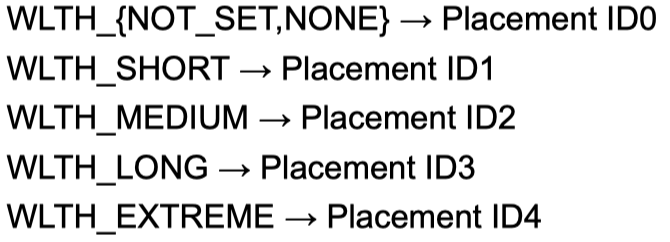 WLTH_{NOT_SET,NONE} → Placement ID0
WLTH_SHORT → Placement ID1
WLTH_MEDIUM → Placement ID2
WLTH_LONG → Placement ID3
WLTH_EXTREME → Placement ID4